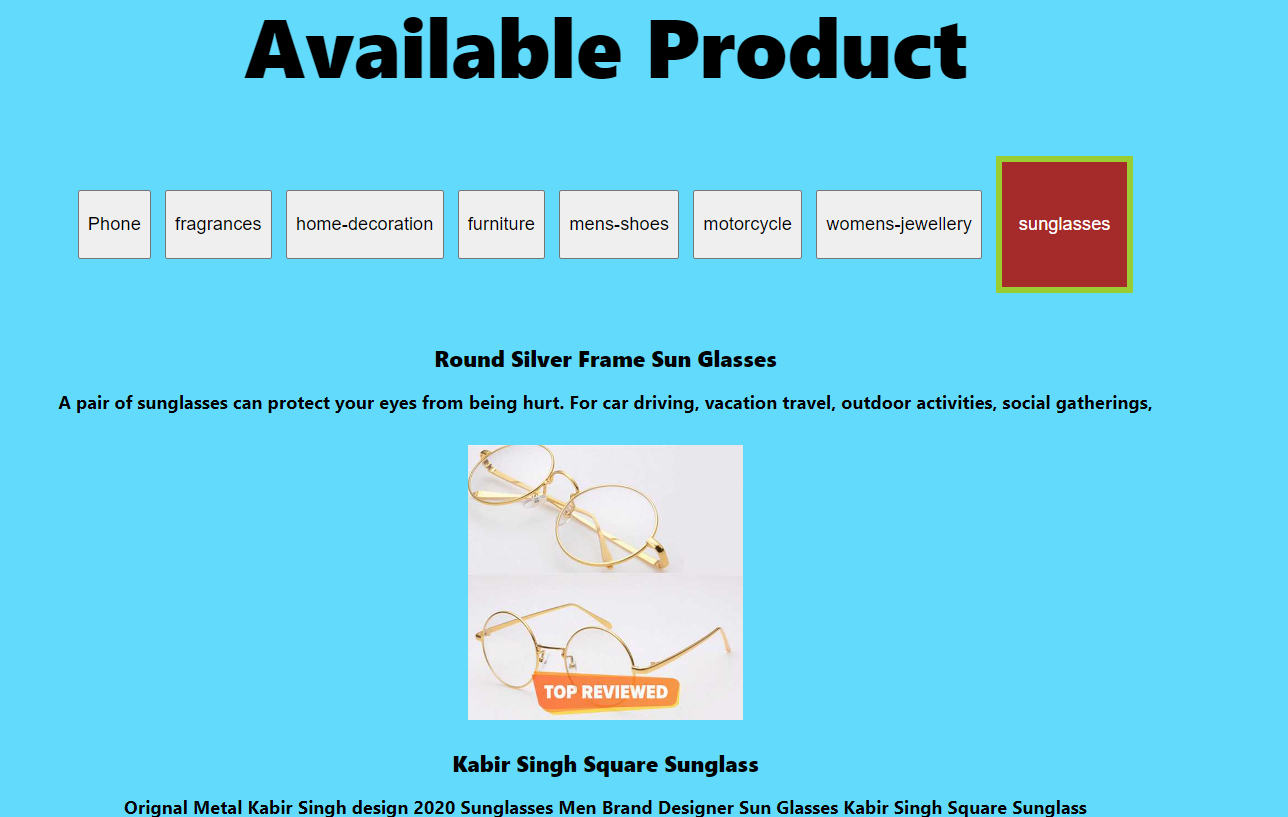 Available Product
Phone fragrances home-decoration furniture mens-shoes motorcycle womens-jewellery sunglasses
Round Silver Frame Sun Glasses
A pair of sunglasses can protect your eyes from being hurt. For car driving, vacation travel, outdoor activities, social gatherings,
TOP REVIEWED
Kabir Singh Square Sunglass
Orignal Metal Kabir Singh design 2020 Sunglasses Men Brand Designer Sun Glasses Kabir Singh Square Sunglass